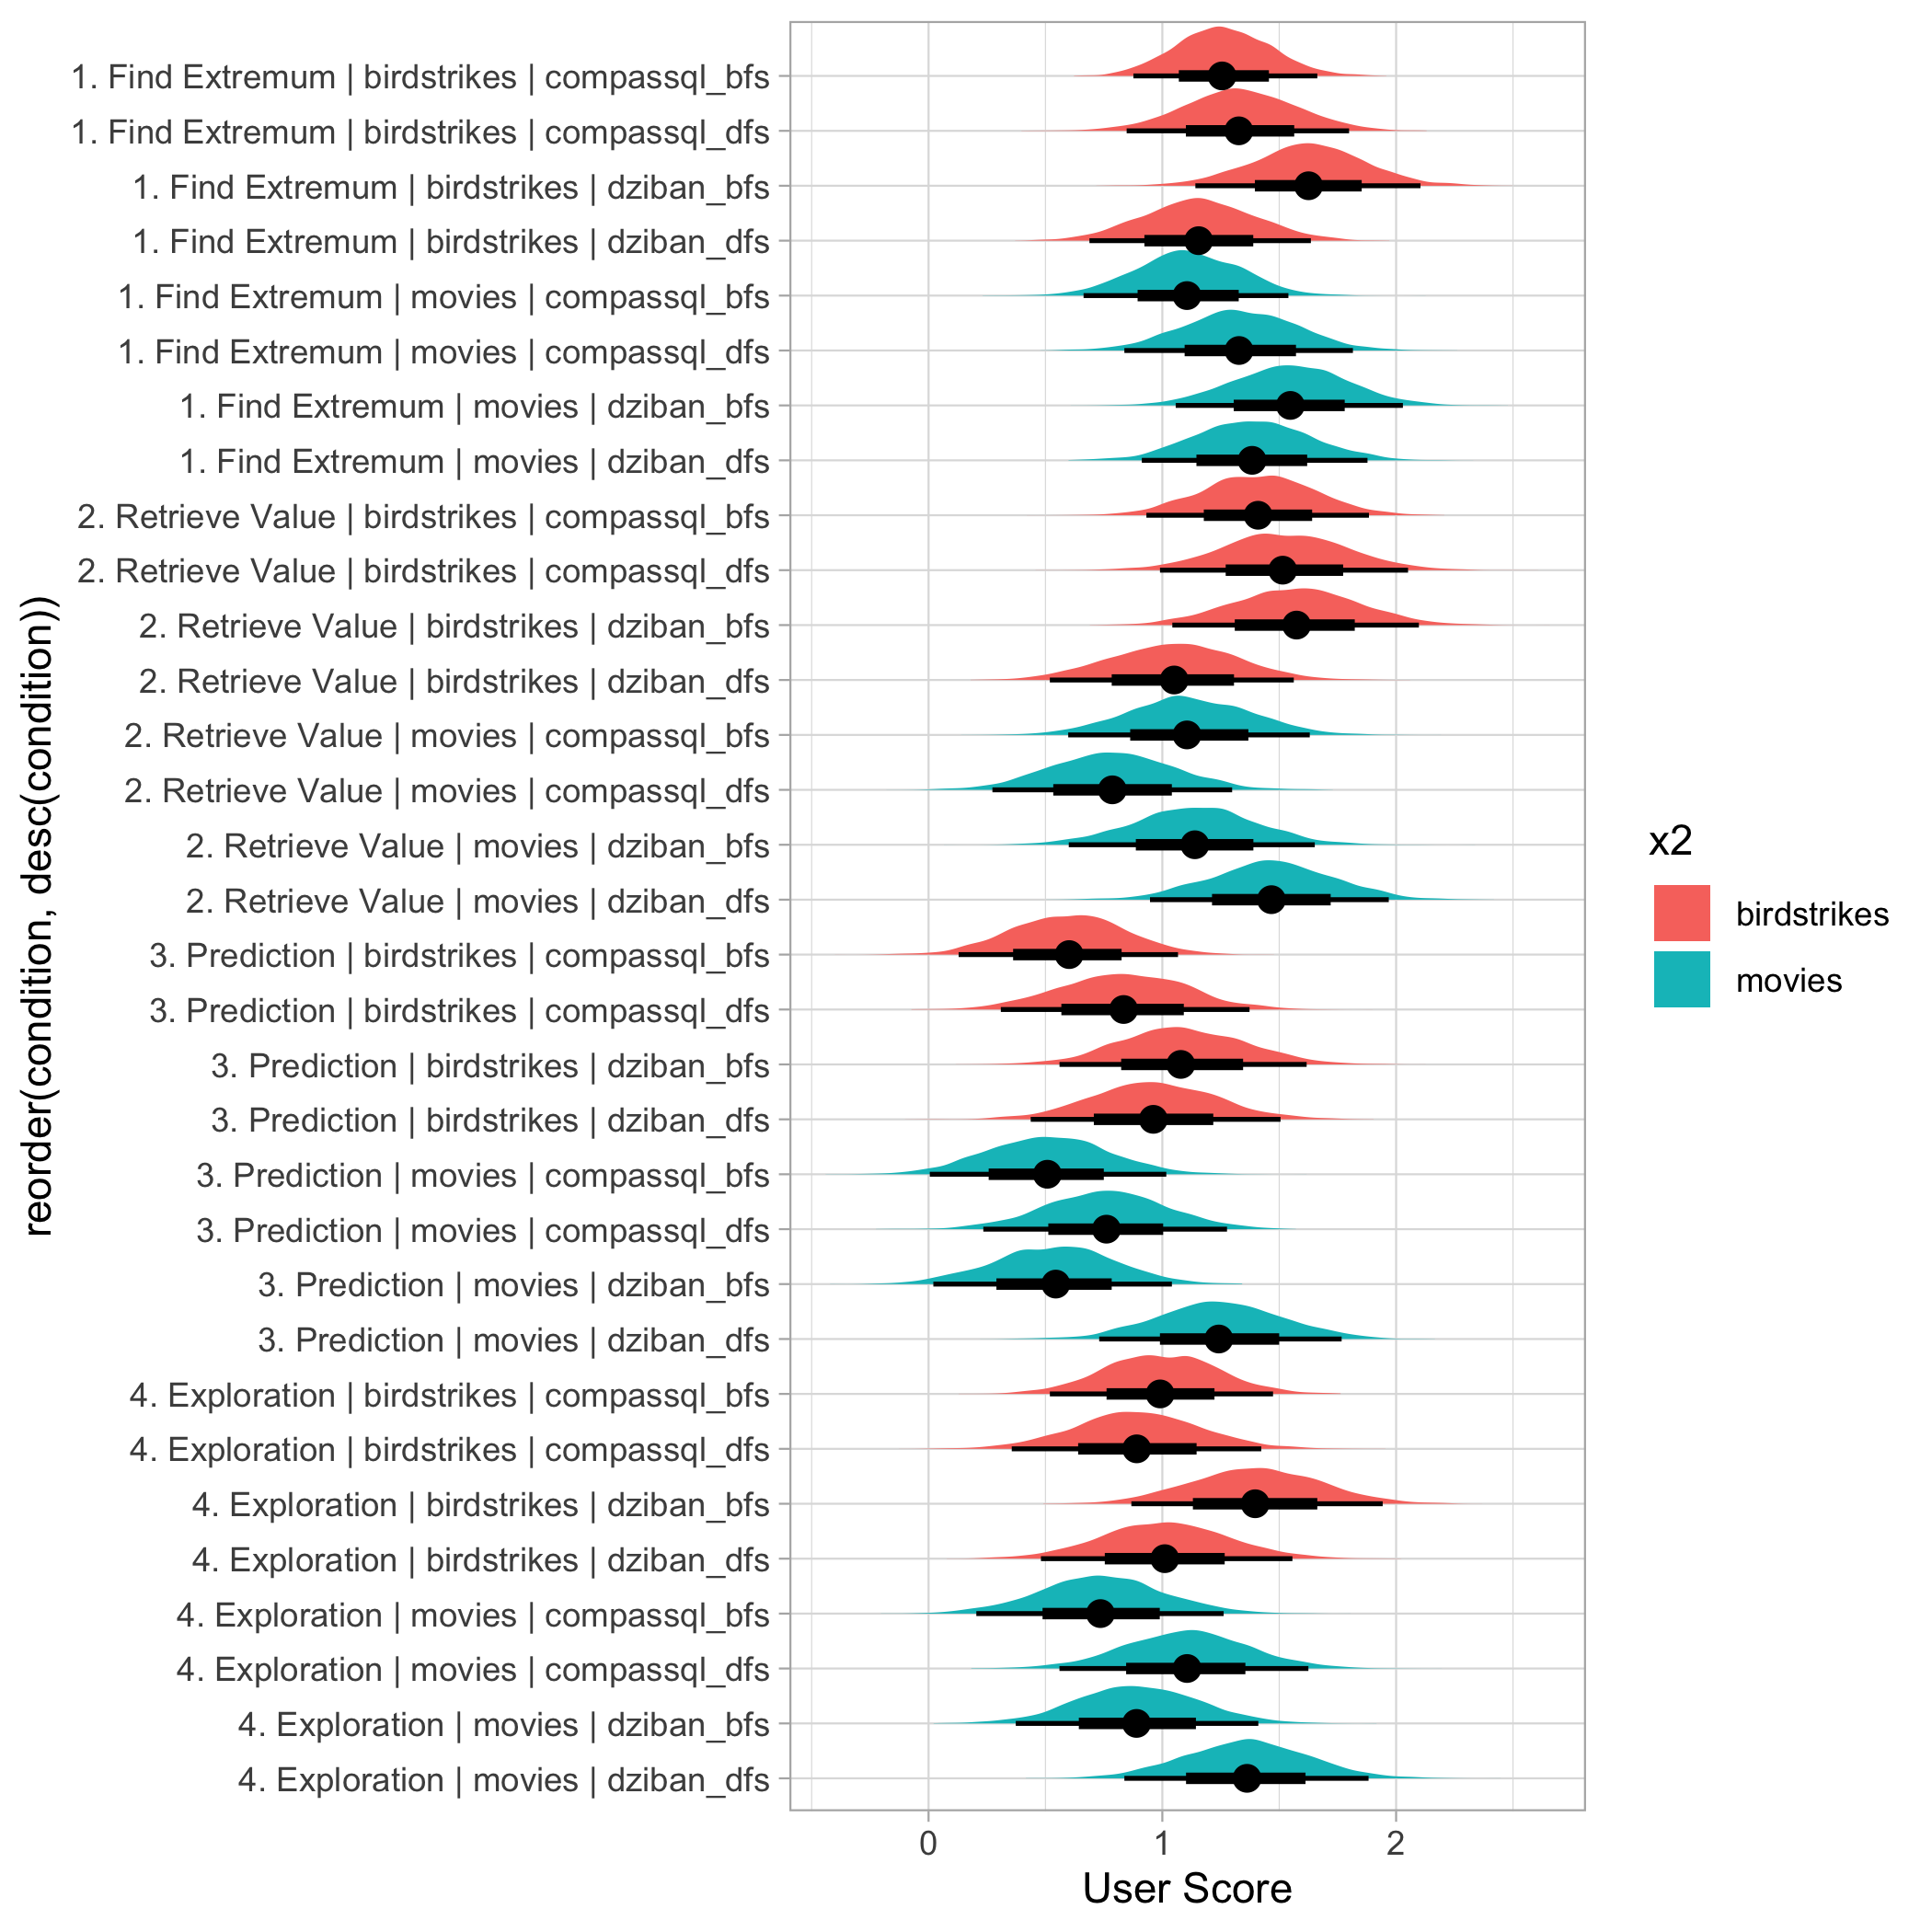 1. Find Extremum | birdstrikes | compassql_bfs
1. Find Extremum | birdstrikes | compassql_dfs
1. Find Extremum | birdstrikes | dziban_bfs
1. Find Extremum | birdstrikes | dziban_dfs
1. Find Extremum | movies | compassql_bfs
1. Find Extremum | movies | compassql_dfs
1. Find Extremum | movies | dziban_bfs
1. Find Extremum | movies | dziban_dfs
2. Retrieve Value | birdstrikes | compassql_bfs
2. Retrieve Value | birdstrikes | compassql_dfs
2. Retrieve Value | birdstrikes | dziban_bfs
2. Retrieve Value | birdstrikes | dziban_dfs
2. Retrieve Value | movies | compassql_bfs
2. Retrieve Value | movies | compassql_dfs
2. Retrieve Value | movies | dziban_bfs
2. Retrieve Value | movies | dziban_dfs
3. Prediction | birdstrikes | compassql_bfs
3. Prediction | birdstrikes | compassql_dfs
3. Prediction | birdstrikes | dziban_bfs
3. Prediction | birdstrikes | dziban_dfs
3. Prediction | movies | compassql_bfs
3. Prediction | movies | compassql_dfs
3. Prediction | movies | dziban_bfs
3. Prediction | movies | dziban_dfs
4. Exploration | birdstrikes | compassql_bfs
4. Exploration | birdstrikes | compassql_dfs
4. Exploration | birdstrikes | dziban_bfs
4. Exploration | birdstrikes | dziban_dfs
4. Exploration | movies | compassql_bfs
4. Exploration | movies | compassql_dfs
4. Exploration | movies | dziban_bfs
4. Exploration | movies | dziban_dfs
reorder(condition, desc(condition))
0 1 2
User Score
x2
birdstrikes
movies